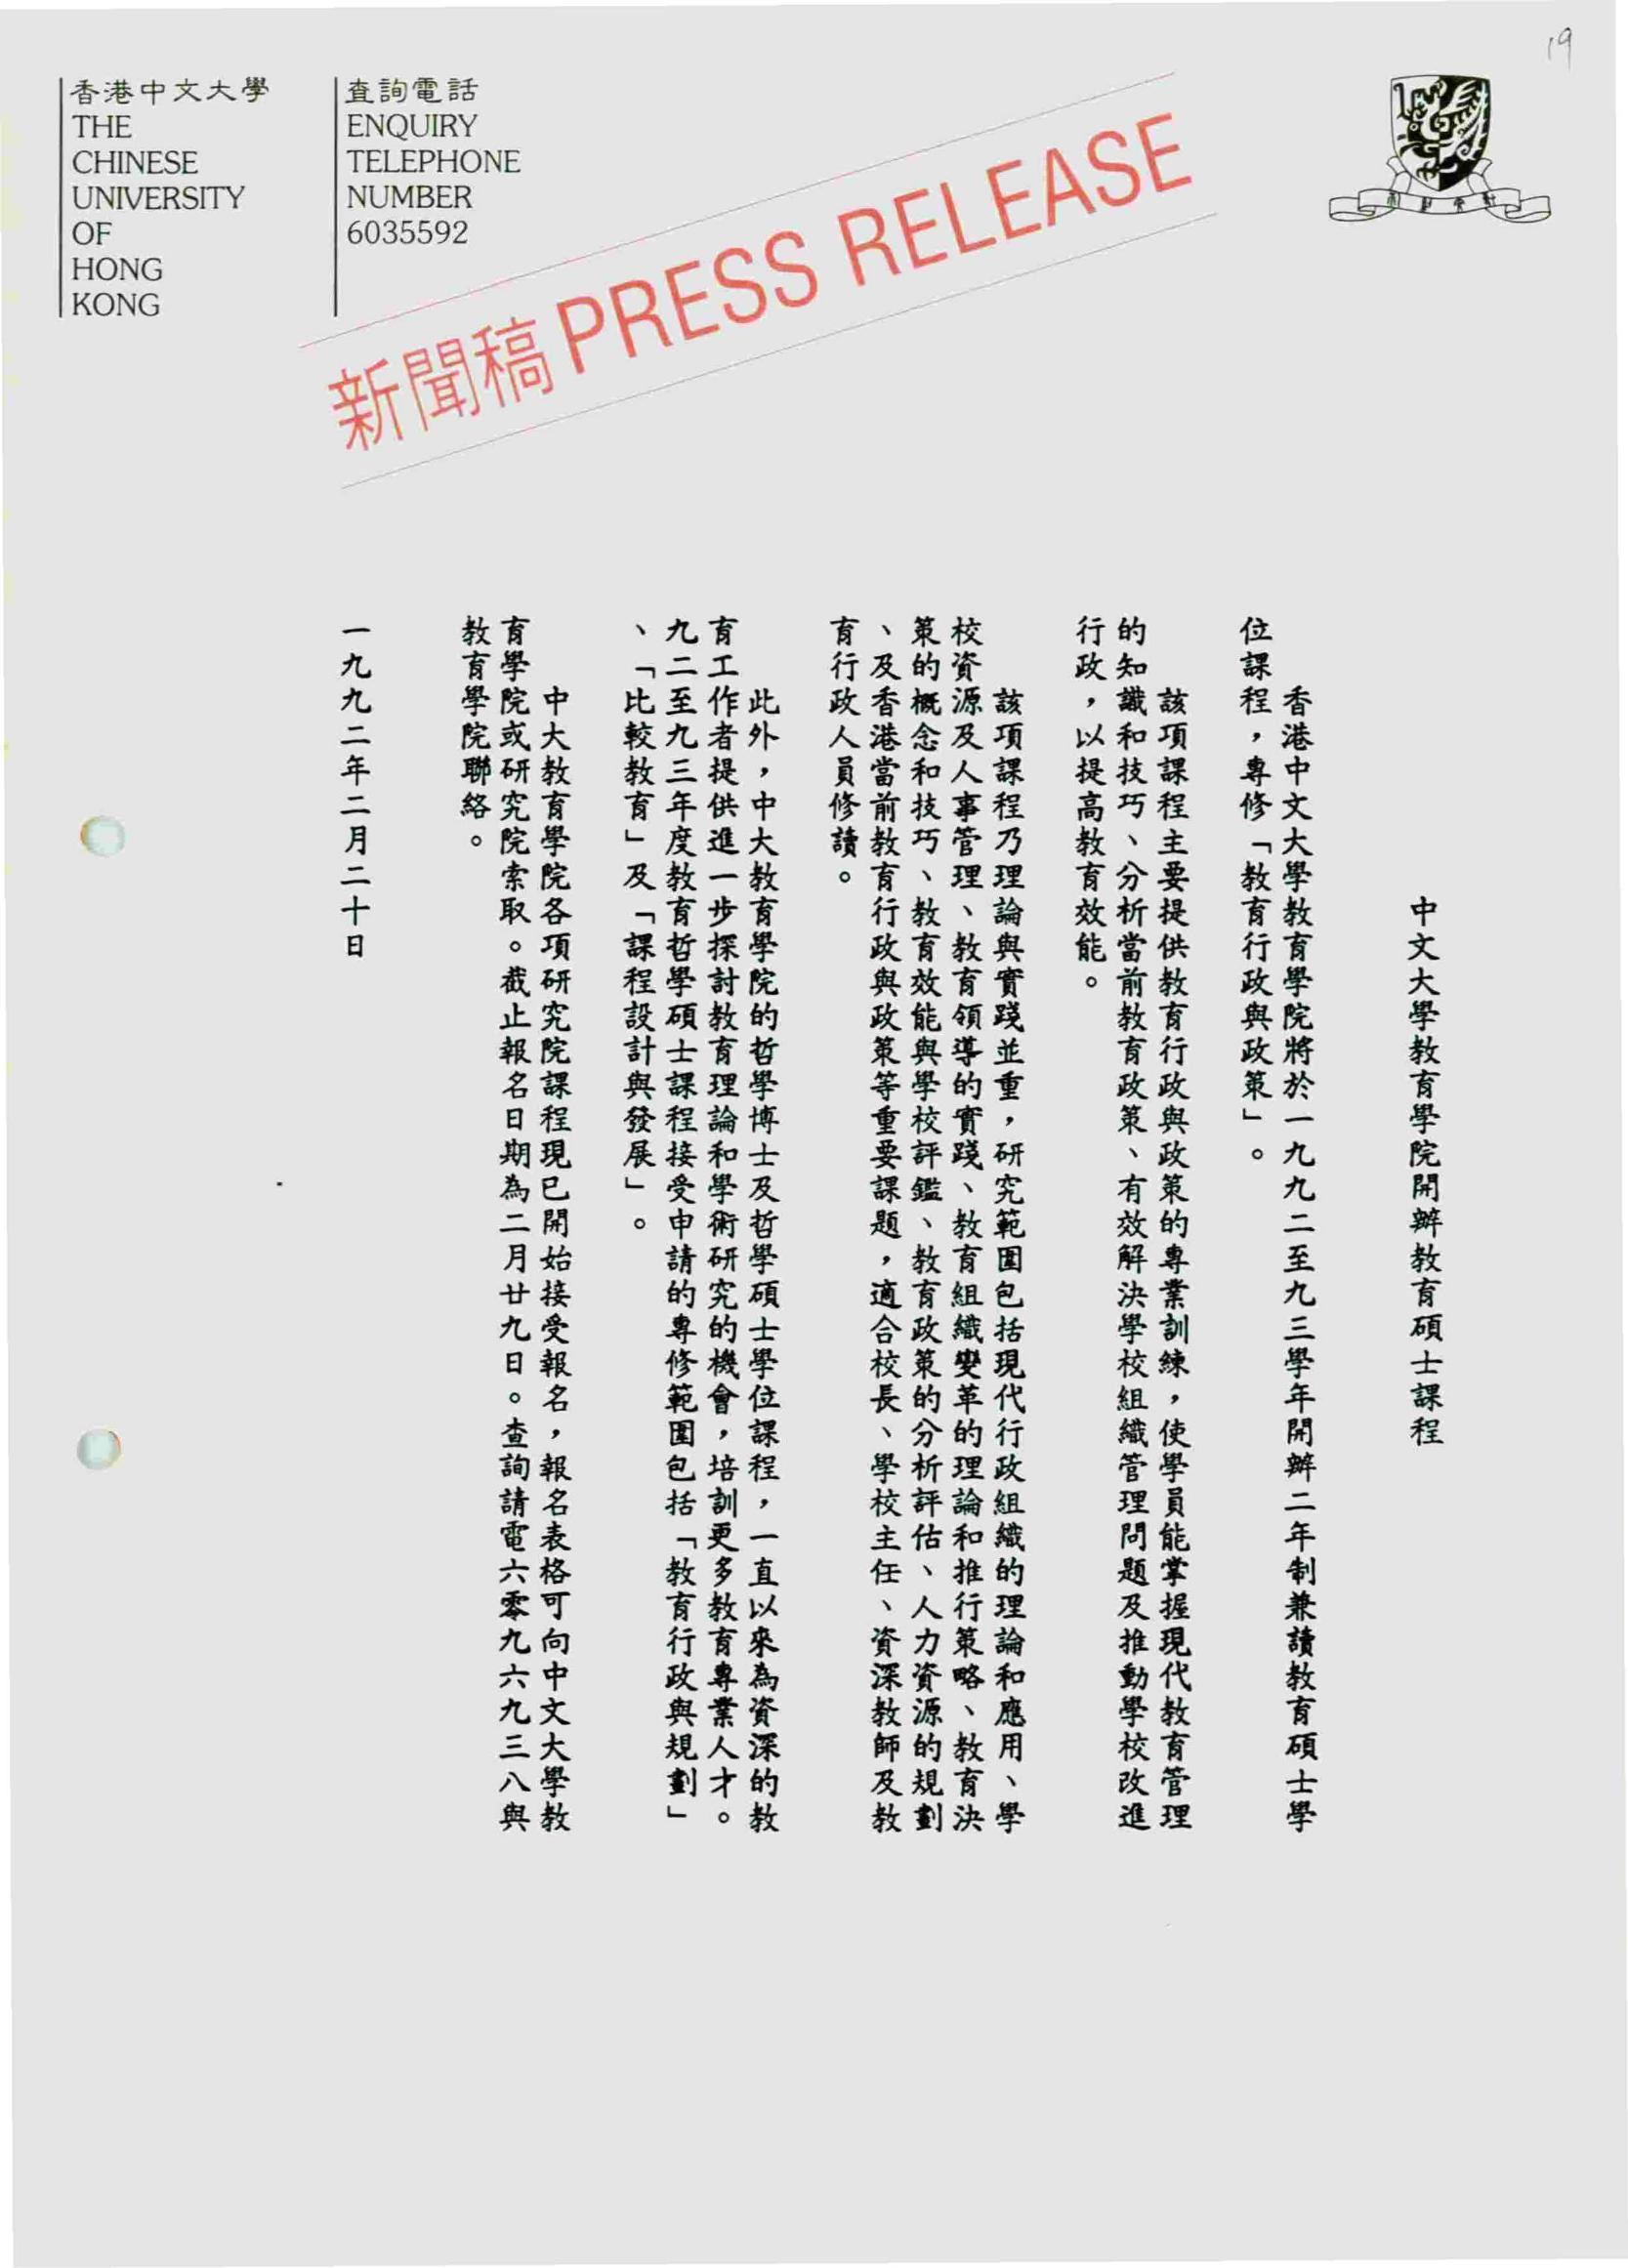 19
香港中文大學
THE
CHINESE
UNIVERSITY
OF
HONG
KONG
查詢電話
ENQUIRY
TELEPHONE
NUMBER
6035592
新聞稿 PRESS RELEASE
中文大學教育學院開辦教育碩士課程
香港中文大學教育學院將於一九九二至九三學年開辦二年制兼讀教育碩士學
位課程，專修「教育行政與政策」。
該項課程主要提供教育行政與政策的專業訓練，使學員能掌握現代教育管理
的知識和技巧、分析當前教育政策、有效解決學校組織管理問題及推動學校改進
行政，以提高教育效能。
該項課程乃理論與實踐並重，研究範圍包括現代行政組織的理論和應用、學
校資源及人事管理、教育領導的實踐、教育組織變革的理論和推行策略、教育決
策的概念和技巧、教育效能與學校評鑑、教育政策的分析評估、人力資源的規劃
、及香港當前教育行政與政策等重要課題，適合校長、學校主任、資深教師及教
育行政人員修讀。
此外，中大教育學院的哲學博士及哲學碩士學位課程，一直以來為資深的教
育工作者提供進一步探討教育理論和學術研究的機會，培訓更多教育專業人才。
九二至九三年度教育哲學碩士課程接受申請的專修範圍包括「教育行政與規劃」
、「比較教育」及「課程設計與發展」。
中大教育學院各項研究院課程現已開始接受報名，報名表格可向中文大學教
育學院或研究院索取。截止報名日期為二月廿九日。查詢請電六零九六九三八與
教育學院聯絡。
一九九二年二月二十日